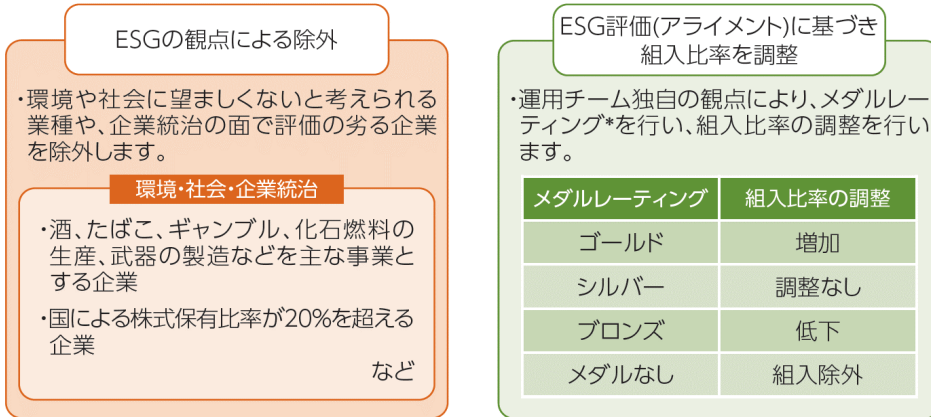 ESGの観点による除外
・環境や社会に望ましくないと考えられる
業種や、企業統治の面で評価の劣る企業
を除外します。
環境・社会・企業統治
・酒、たばこ、ギャンブル、化石燃料の
生産、武器の製造などを主な事業と
する企業
・国による株式保有比率が20%を超える
企業
など
ESG評価(アライメント)に基づき
組入比率を調整
・運用チーム独自の観点により、メダルレー
ティング*を行い、組入比率の調整を行い
ます。
メダルレーティング 組入比率の調整
ゴールド 増加
シルバー 調整なし
ブロンズ 低下
メダルなし 組入除外